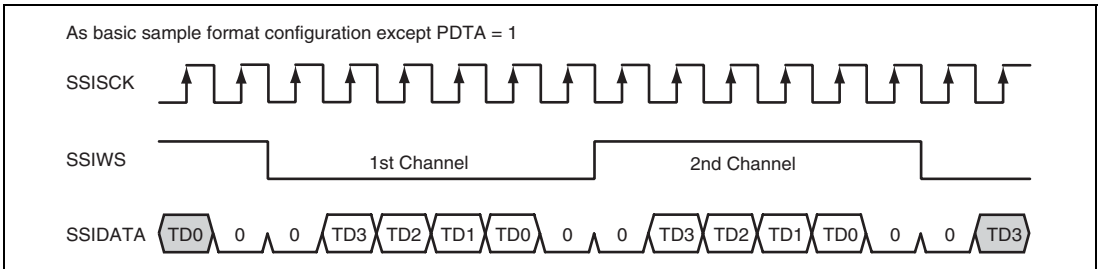 As basic sample format configuration except PDTA = 1
SSISCK
SSIWS 1st Channel 2nd Channel
SSIDATA TD0 0 0 TD3 TD2 TD1 TD0 0 0 TD3 TD2 TD1 TD0 0 0 TD3